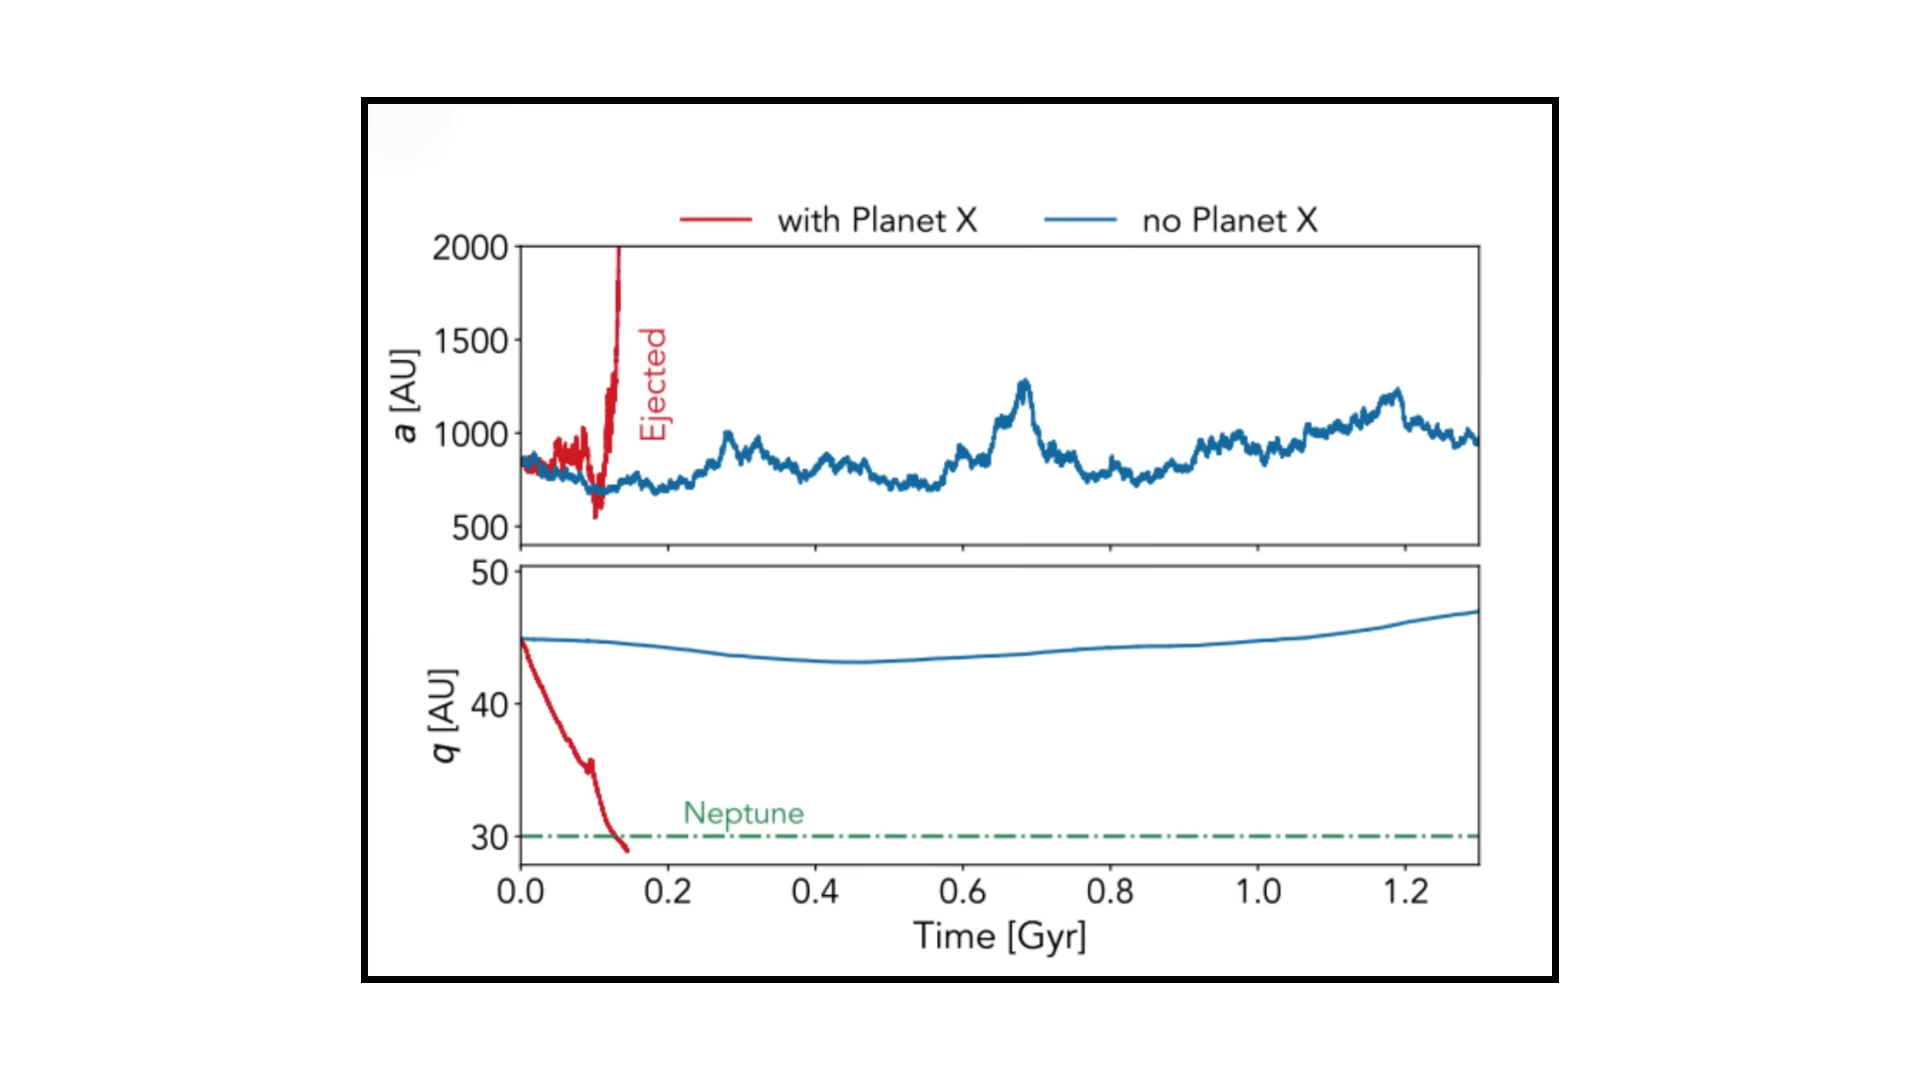 with Planet X
no Planet X
2000
1500
1000
500
a [AU]
Ejected
50
40
30
q [AU]
Neptune
0.0 0.2 0.4 0.6 0.8 1.0 1.2
Time [Gyr]